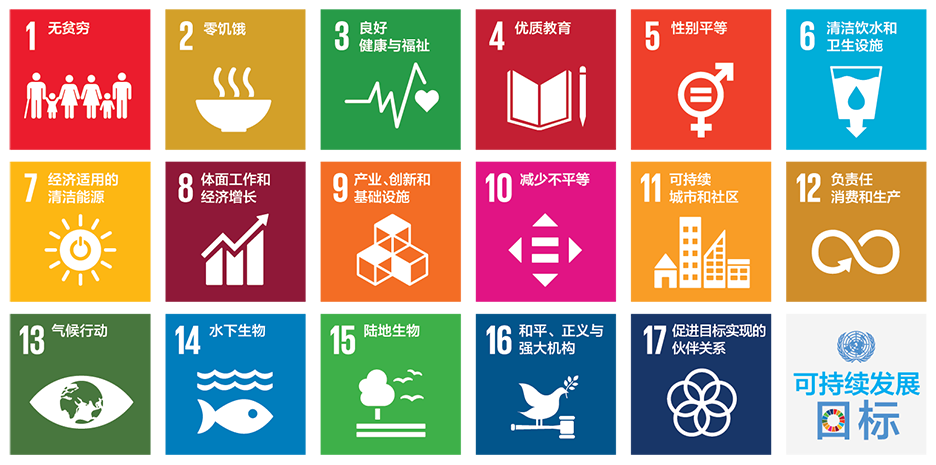 1 无贫穷
2 零饥饿
3 良好
健康与福祉
4 优质教育
5 性别平等
6 清洁饮水和
卫生设施
7 经济适用的
清洁能源
8 体面工作和
经济增长
9 产业、创新和
基础设施
10 减少不平等
11 可持续
城市和社区
12 负责任
消费和生产
13 气候行动
14 水下生物
15 陆地生物
16 和平、正义与
强大机构
17 促进目标实现的
伙伴关系
可持续发展
目标